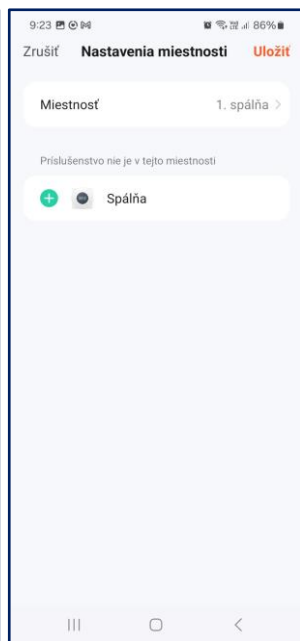 9:23 86%
Zrušiť Nastavenia miestnosti Uložiť
Miestnosť 1. spálňa >
Príslušenstvo nie je v tejto miestnosti
Spálňa